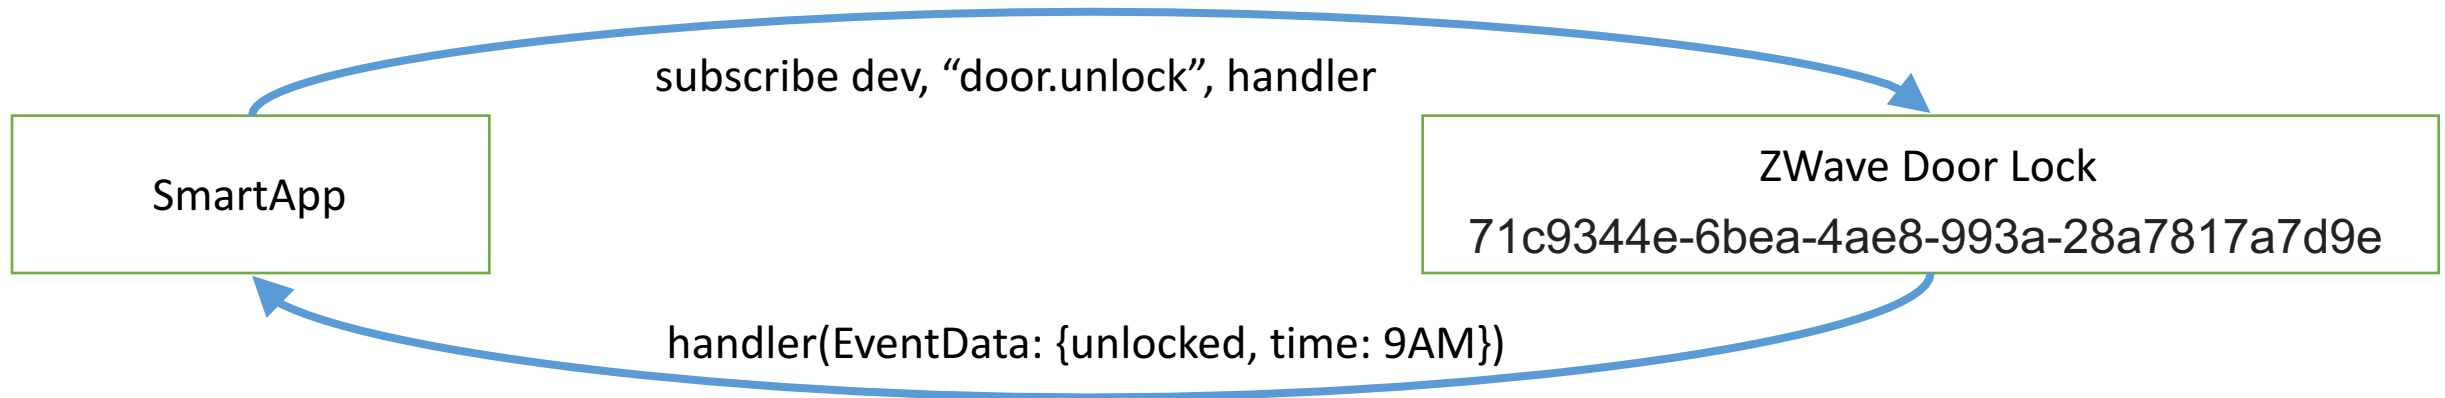 subscribe dev, “door.unlock”, handler
SmartApp
ZWave Door Lock
71c9344e-6bea-4ae8-993a-28a7817a7d9e
handler(EventData: {unlocked, time: 9AM})